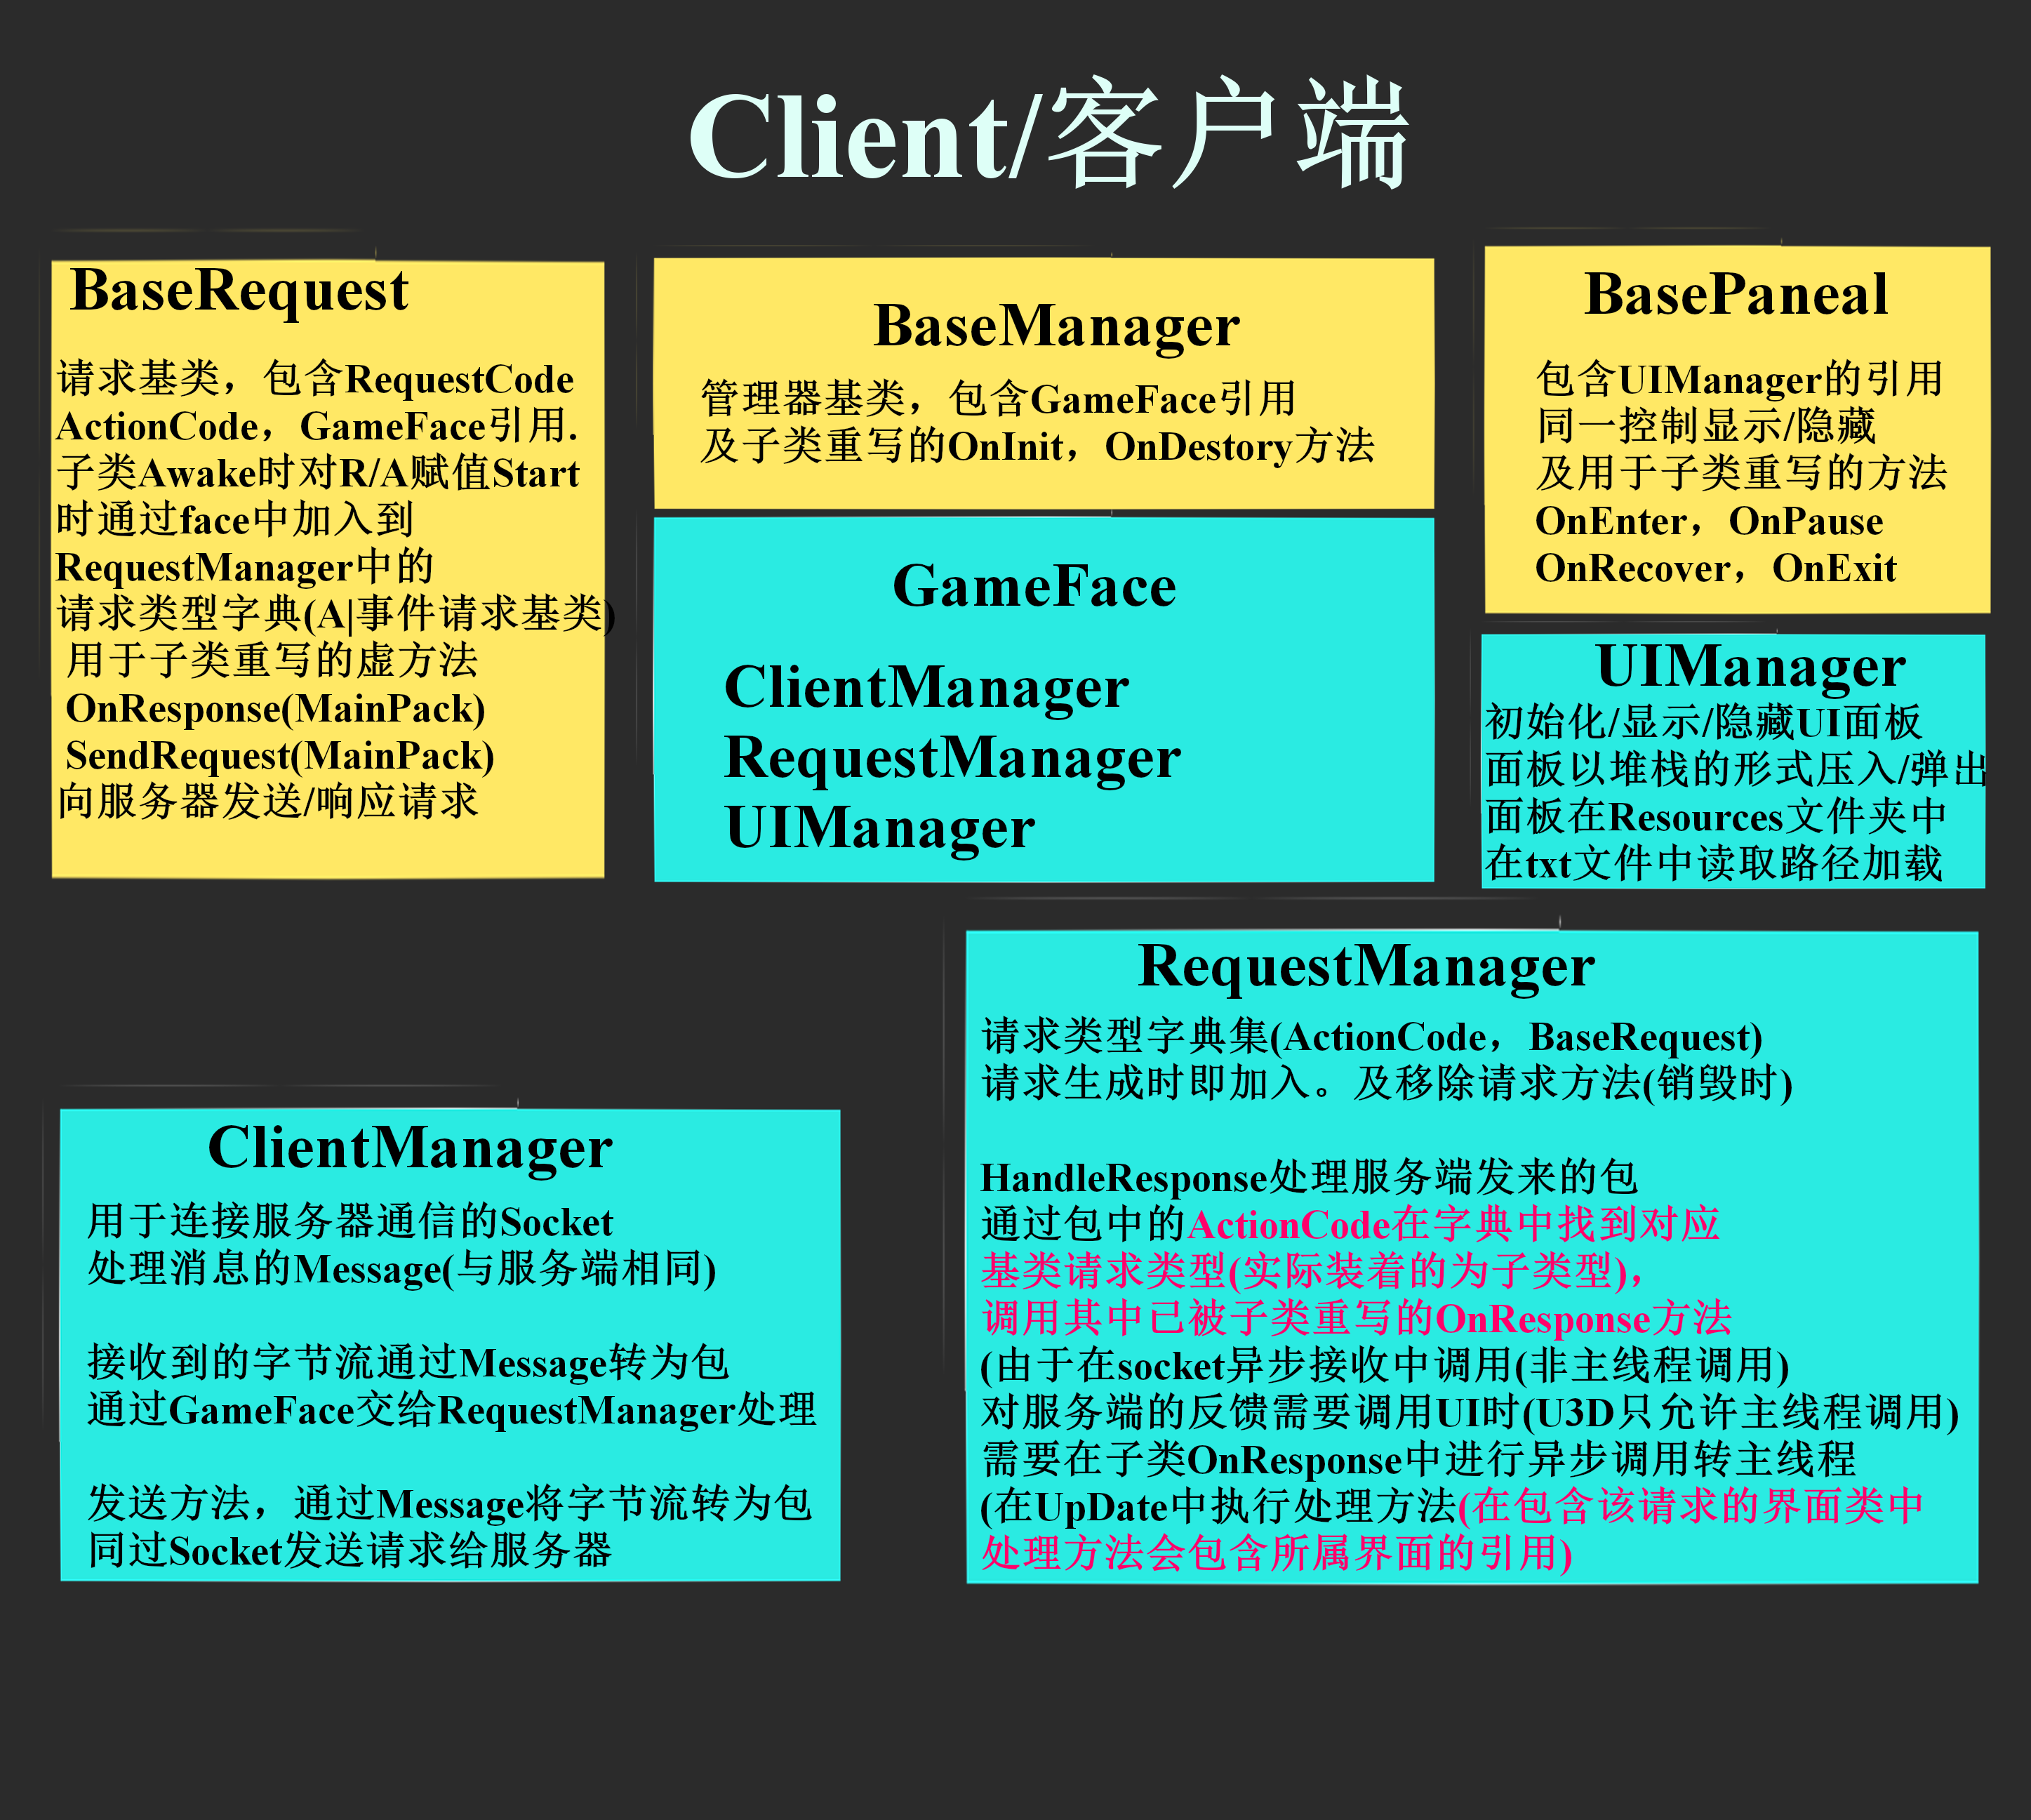 Client/客户端
BaseRequest
请求基类，包含RequestCode
ActionCode，GameFace引用.
子类Awake时对R/A赋值Start
时通过face中加入到
RequestManager中的
请求类型字典(A|事件请求基类)
用于子类重写的虚方法
OnResponse(MainPack)
SendRequest(MainPack)
向服务器发送/响应请求
BaseManager
管理器基类，包含GameFace引用
及子类重写的OnInit，OnDestory方法
GameFace
ClientManager
RequestManager
UIManager
BasePaneal
包含UIManager的引用
同一控制显示/隐藏
及用于子类重写的方法
OnEnter，OnPause
OnRecover，OnExit
UIManager
初始化/显示/隐藏UI面板
面板以堆栈的形式压入/弹出
面板在Resources文件夹中
在txt文件中读取路径加载
ClientManager
用于连接服务器通信的Socket
处理消息的Message(与服务端相同)
接收到的字节流通过Message转为包
通过GameFace交给RequestManager处理
发送方法，通过Message将字节流转为包
同过Socket发送请求给服务器
RequestManager
请求类型字典集(ActionCode，BaseRequest)
请求生成时即加入。及移除请求方法(销毁时)
HandleResponse处理服务端发来的包
通过包中的ActionCode在字典中找到对应
基类请求类型(实际装着的为子类型)，
调用其中已被子类重写的OnResponse方法
(由于在socket异步接收中调用(非主线程调用)
对服务端的反馈需要调用UI时(U3D只允许主线程调用)
需要在子类OnResponse中进行异步调用转主线程
(在UpDate中执行处理方法(在包含该请求的界面类中
处理方法会包含所属界面的引用)